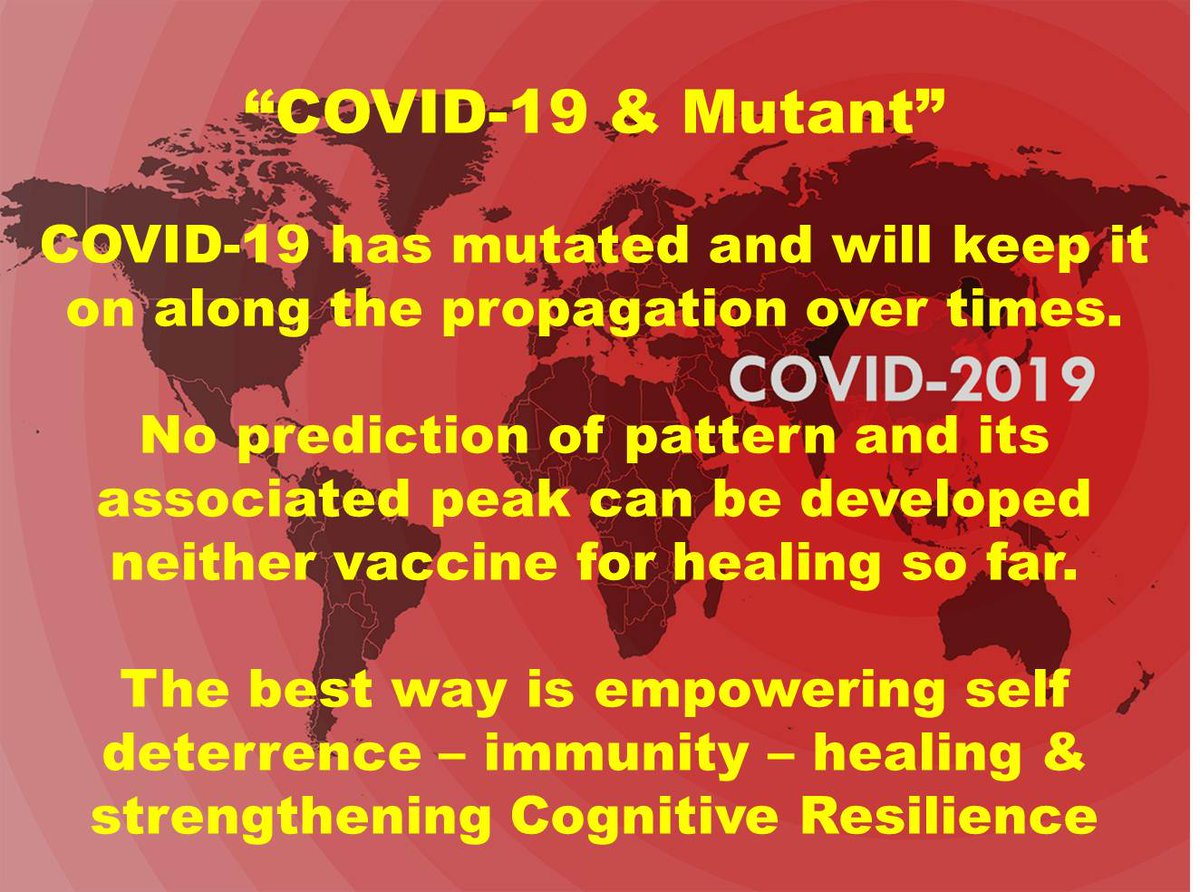 “COVID-19 & Mutant”
COVID-19 has mutated and will keep it
on along the propagation over times.
COVID-2019
No prediction of pattern and its
associated peak can be developed
neither vaccine for healing so far.
The best way is empowering self
deterrence – immunity – healing &
strengthening Cognitive Resilience